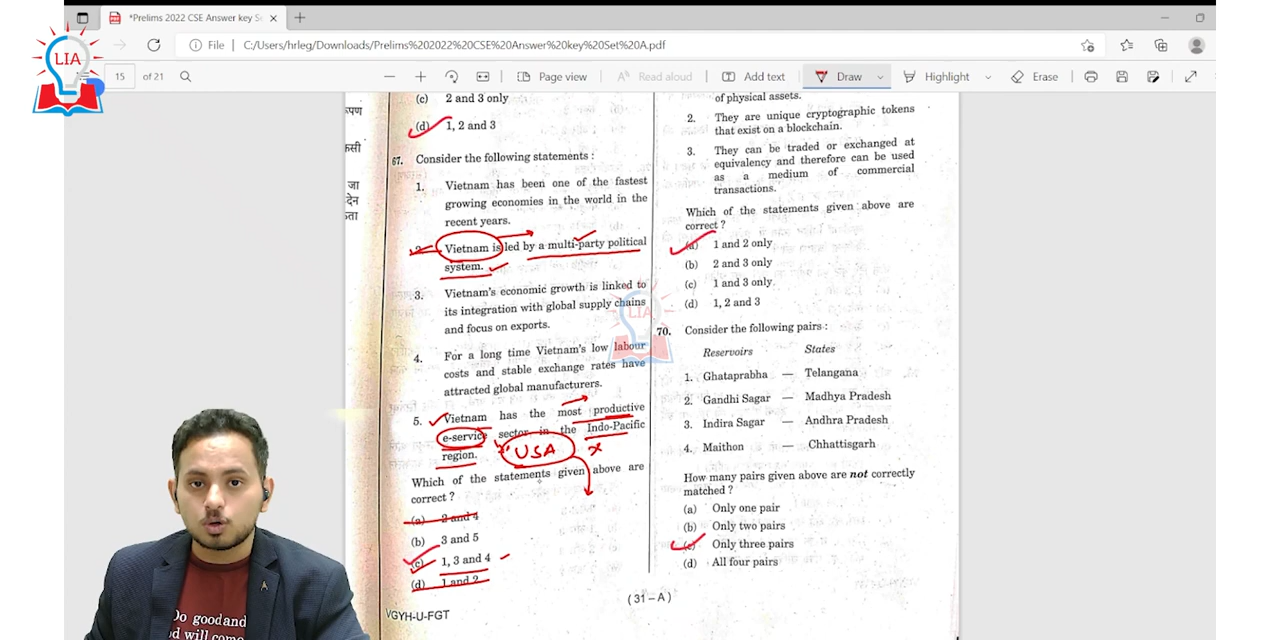 *Prelims 2022 CSE Answer key Se
File
C:/Users/hrleg/Downloads/Prelims%202022%20CSE%20Answer%20key%20Set%20A.pdf
LIA
15 of 21
Page view
Read aloud
Add text
Draw
Highlight
Erase
(c) 2 and 3 only
(d) 1, 2 and 3
67. Consider the following statements :
1. Vietnam has been one of the fastest
growing economies in the world in the
recent years.
2. Vietnam is led by a multi-party political
system.
3. Vietnam's economic growth is linked to
its integration with global supply chains
and focus on exports.
4. For a long time Vietnam's low labour
costs and stable exchange rates have
attracted global manufacturers.
5. Vietnam has the most productive
e-service sector in the Indo-Pacific
region.
USA
Which of the statements given above are
correct ?
(a) 2 and 4
(b) 3 and 5
(c) 1, 3 and 4
(d) 1 and 2
VGYH-U-FGT
of physical assets.
2. They are unique cryptographic tokens
that exist on a blockchain.
3. They can be traded or exchanged at
equivalency and therefore can be used
as a medium of commercial
transactions.
Which of the statements given above are
correct ?
(a) 1 and 2 only
(b) 2 and 3 only
(c) 1 and 3 only
(d) 1, 2 and 3
LIA
70. Consider the following pairs :
Reservoirs States
1. Ghataprabha — Telangana
2. Gandhi Sagar — Madhya Pradesh
3. Indira Sagar — Andhra Pradesh
4. Maithon — Chhattisgarh
How many pairs given above are not correctly
matched ?
(a) Only one pair
(b) Only two pairs
(c) Only three pairs
(d) All four pairs
(31–A)
Do good and
will come